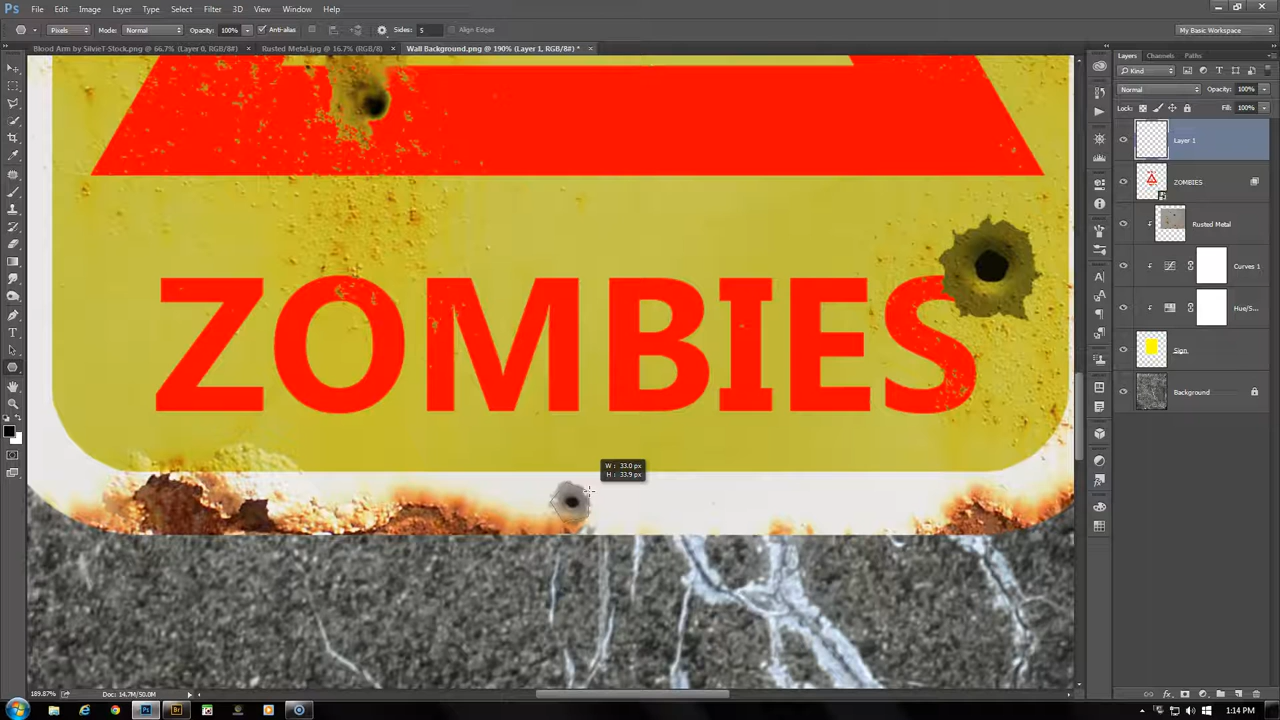 File Edit Image Layer Type Select Filter 3D View Window Help
Pixels Mode: Normal Opacity: 100% Anti-alias Sides: 5 Align Edges My Basic Workspace
Blood Arm by SilvieT-Stock.png @ 66.7% (Layer 0, RGB/8#) × Rusted Metal.jpg @ 16.7% (RGB/8) × Wall Background.png @ 190% (Layer 1, RGB/8#) * ×
Layers Channels Paths
Kind
Normal Opacity: 100%
Lock: Fill: 100%
Layer 1
ZOMBIES
Rusted Metal
Curves 1
Hue/S...
Sign
Background
ZOMBIES
W: 33.0 px
H: 33.9 px
189.87% Doc: 14.7M/50.0M
1:14 PM